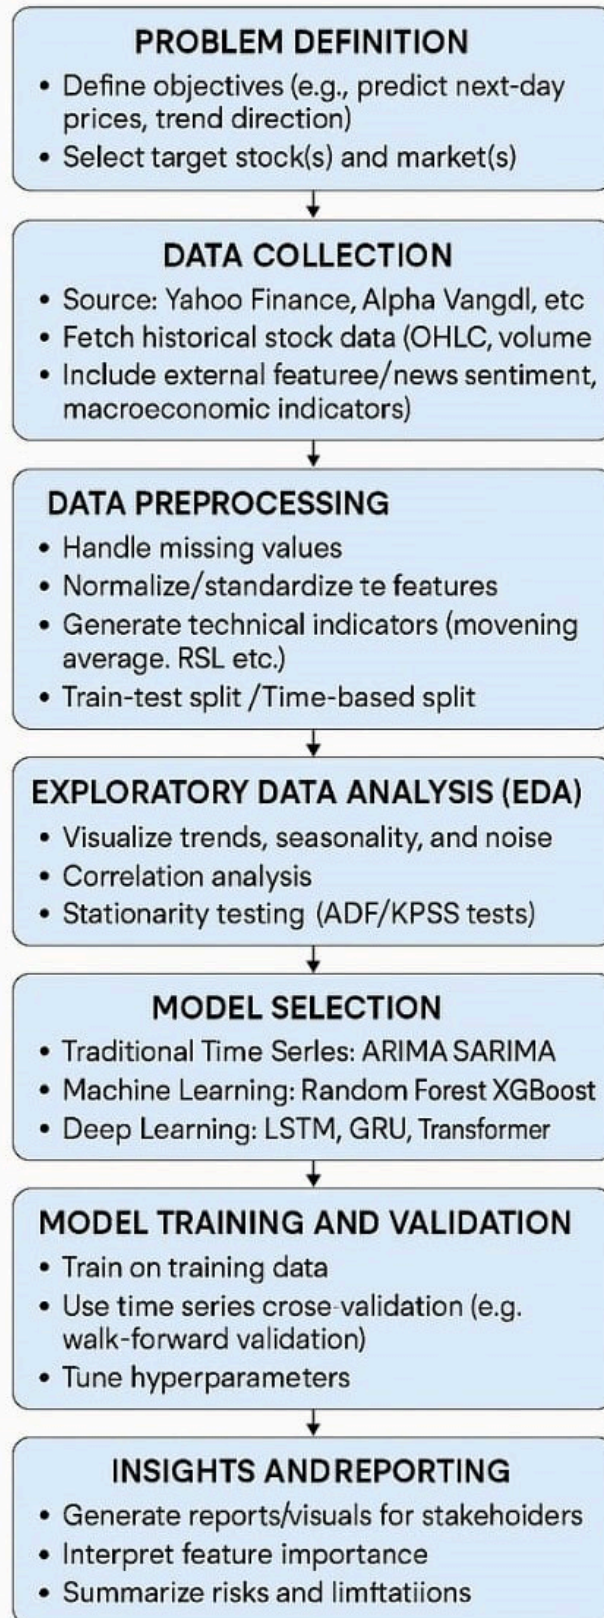 PROBLEM DEFINITION
• Define objectives (e.g., predict next-day
prices, trend direction)
• Select target stock(s) and market(s)
DATA COLLECTION
• Source: Yahoo Finance, Alpha Vangdl, etc
• Fetch historical stock data (OHLC, volume
• Include external featuree/news sentiment,
macroeconomic indicators)
DATA PREPROCESSING
• Handle missing values
• Normalize/standardize te features
• Generate technical indicators (movening
average. RSL etc.)
• Train-test split /Time-based split
EXPLORATORY DATA ANALYSIS (EDA)
• Visualize trends, seasonality, and noise
• Correlation analysis
• Stationarity testing (ADF/KPSS tests)
MODEL SELECTION
• Traditional Time Serles: ARIMA SARIMA
• Machine Learning: Random Forest XGBoost
• Deep Learning: LSTM, GRU, Transformer
MODEL TRAINING AND VALIDATION
• Train on training data
• Use time series crose-validation (e.g.
walk-forward validation)
• Tune hyperparameters
INSIGHTS ANDREPORTING
• Generate reports/visuals for stakehoiders
• Interpret feature importance
• Summarize risks and limftatiions